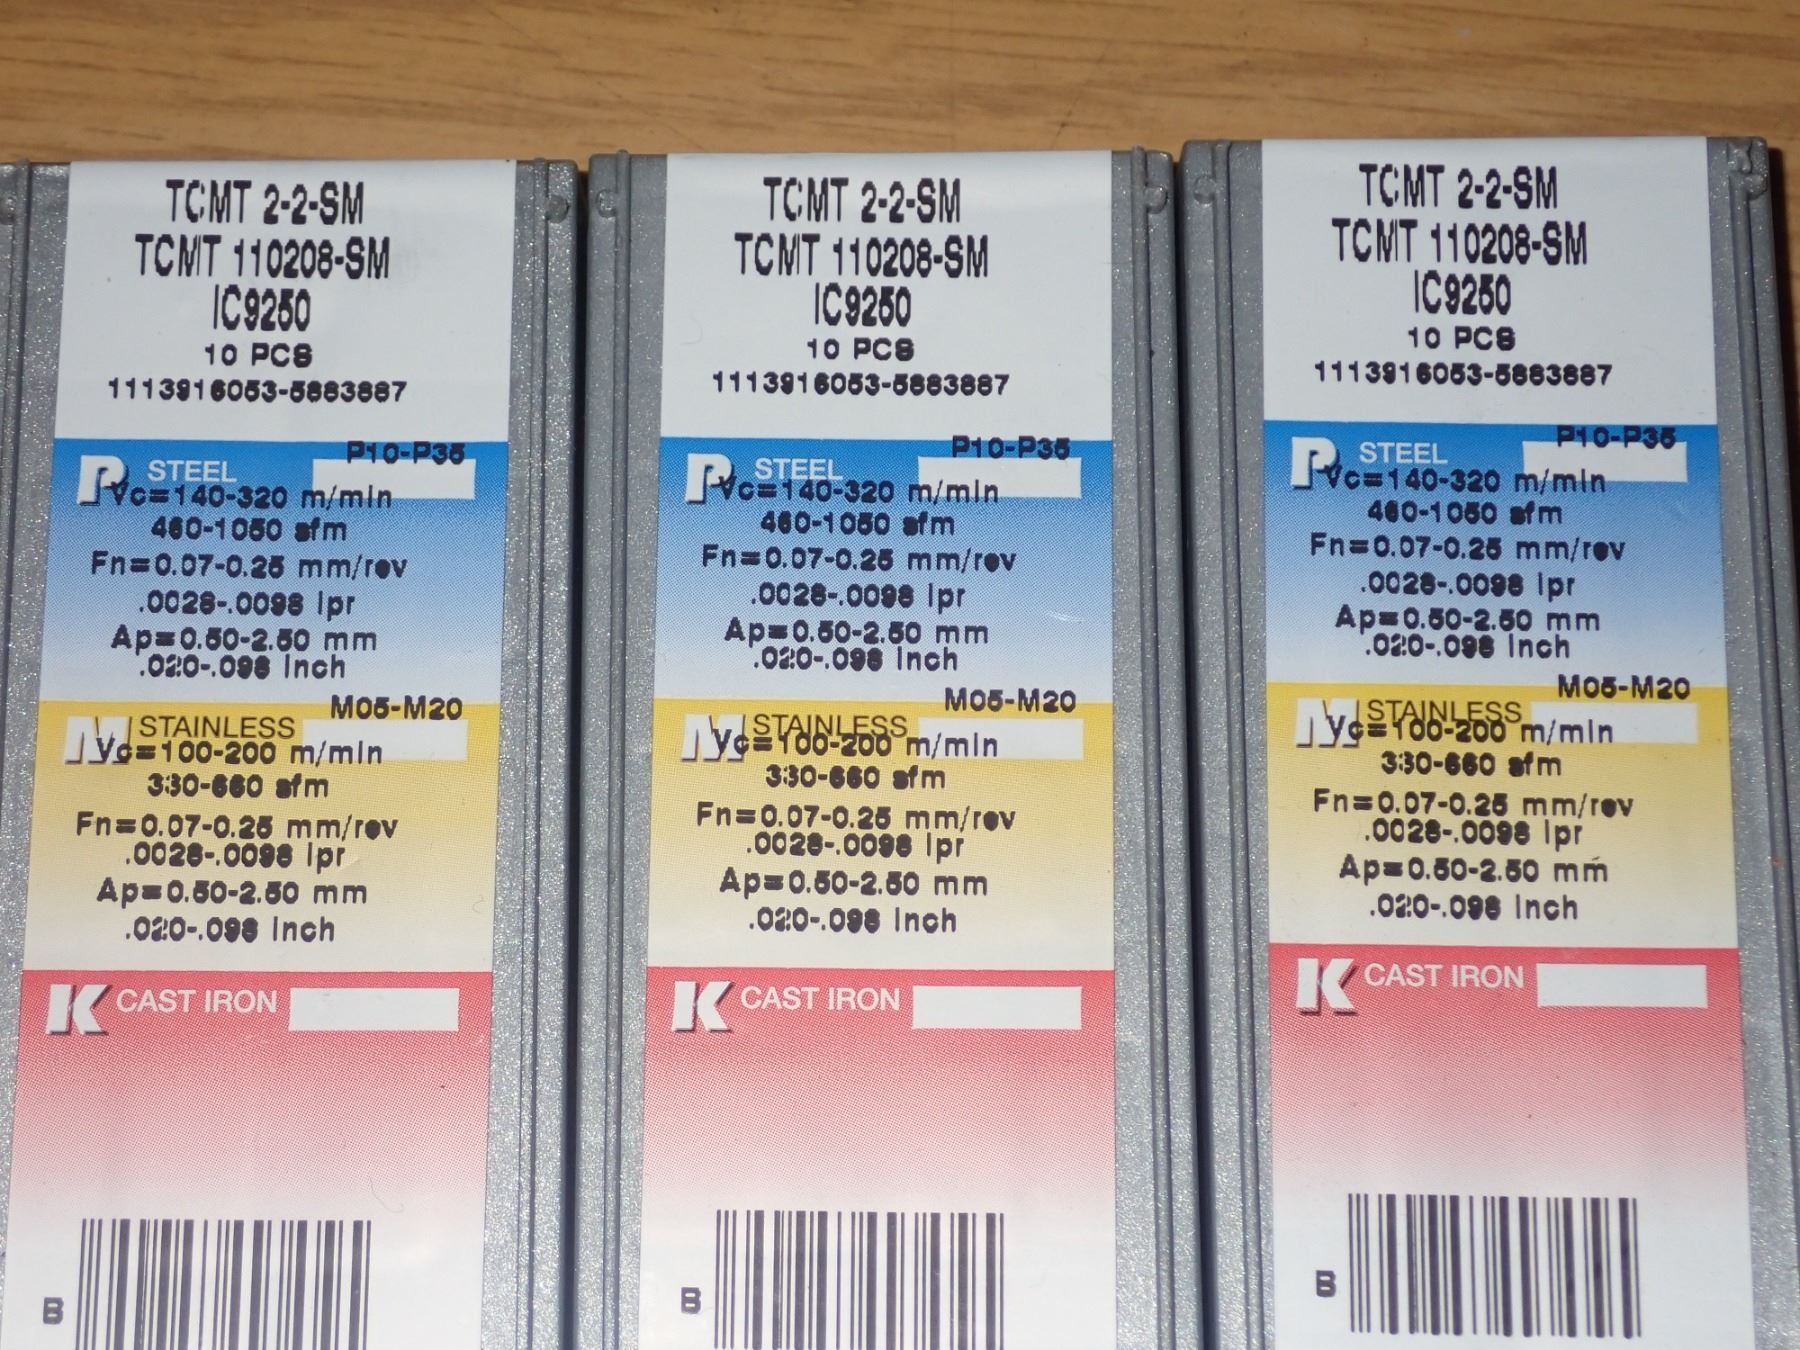 TCMT 2-2-SM
TCMT 110208-SM
IC9250
10 PCS
1113916053-5883887
P10-P35
P STEEL
Vc=140-320 m/min
460-1050 sfm
Fn=0.07-0.25 mm/rev
.0028-.0098 ipr
Ap=0.50-2.50 mm
.020-.098 inch
M05-M20
M STAINLESS
Vc=100-200 m/min
330-660 sfm
Fn=0.07-0.25 mm/rev
.0028-.0098 ipr
Ap=0.50-2.50 mm
.020-.098 inch
K CAST IRON
B
TCMT 2-2-SM
TCMT 110208-SM
IC9250
10 PCS
1113916053-5883887
P10-P35
P STEEL
Vc=140-320 m/min
460-1050 sfm
Fn=0.07-0.25 mm/rev
.0028-.0098 ipr
Ap=0.50-2.50 mm
.020-.098 inch
M05-M20
M STAINLESS
Vc=100-200 m/min
330-660 sfm
Fn=0.07-0.25 mm/rev
.0028-.0098 ipr
Ap=0.50-2.50 mm
.020-.098 inch
K CAST IRON
B
TCMT 2-2-SM
TCMT 110208-SM
IC9250
10 PCS
1113916053-5883887
P10-P35
P STEEL
Vc=140-320 m/min
460-1050 sfm
Fn=0.07-0.25 mm/rev
.0028-.0098 ipr
Ap=0.50-2.50 mm
.020-.098 inch
M05-M20
M STAINLESS
Vc=100-200 m/min
330-660 sfm
Fn=0.07-0.25 mm/rev
.0028-.0098 ipr
Ap=0.50-2.50 mm
.020-.098 inch
K CAST IRON
B